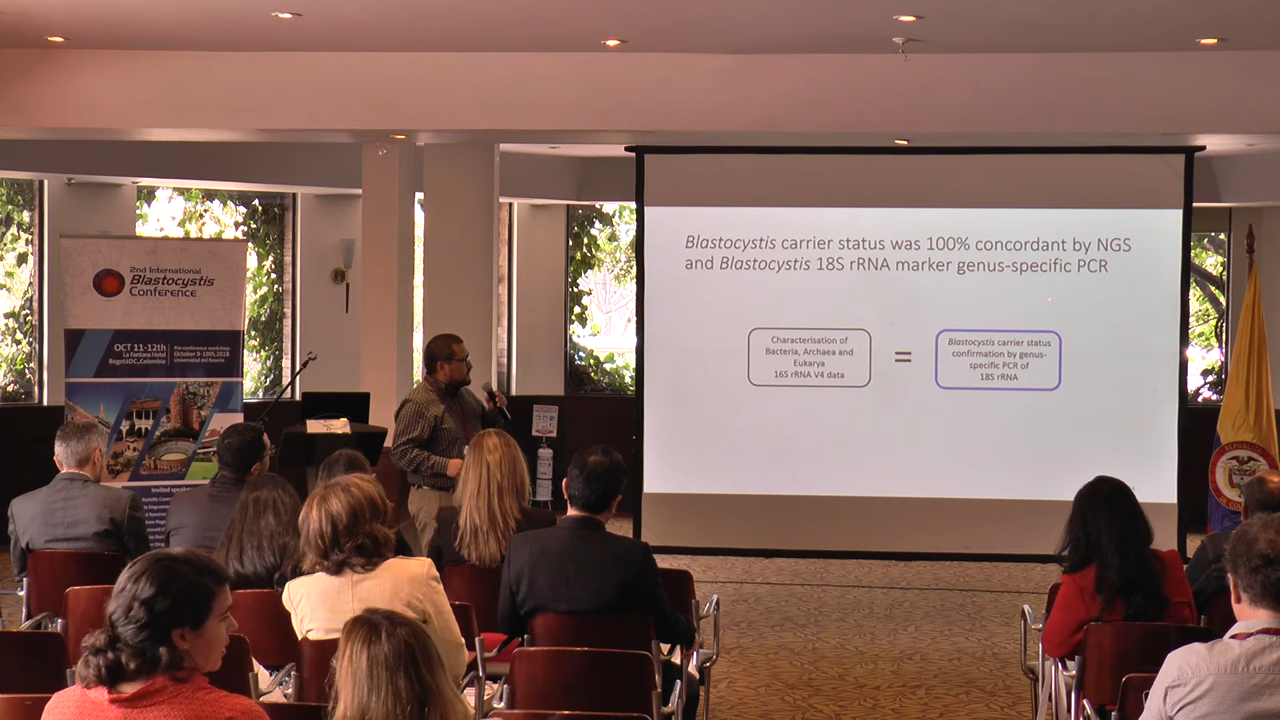 2nd International
Blastocystis
Conference
OCT 11-12th
La Fontana Hotel
Bogotá D.C., Colombia
Pre-conference workshop:
October 8-10th, 2018
Universidad del Rosario
Invited speakers
Blastocystis carrier status was 100% concordant by NGS
and Blastocystis 18S rRNA marker genus-specific PCR
Characterisation of
Bacteria, Archaea and
Eukarya
16S rRNA V4 data
=
Blastocystis carrier status
confirmation by genus-
specific PCR of
18S rRNA